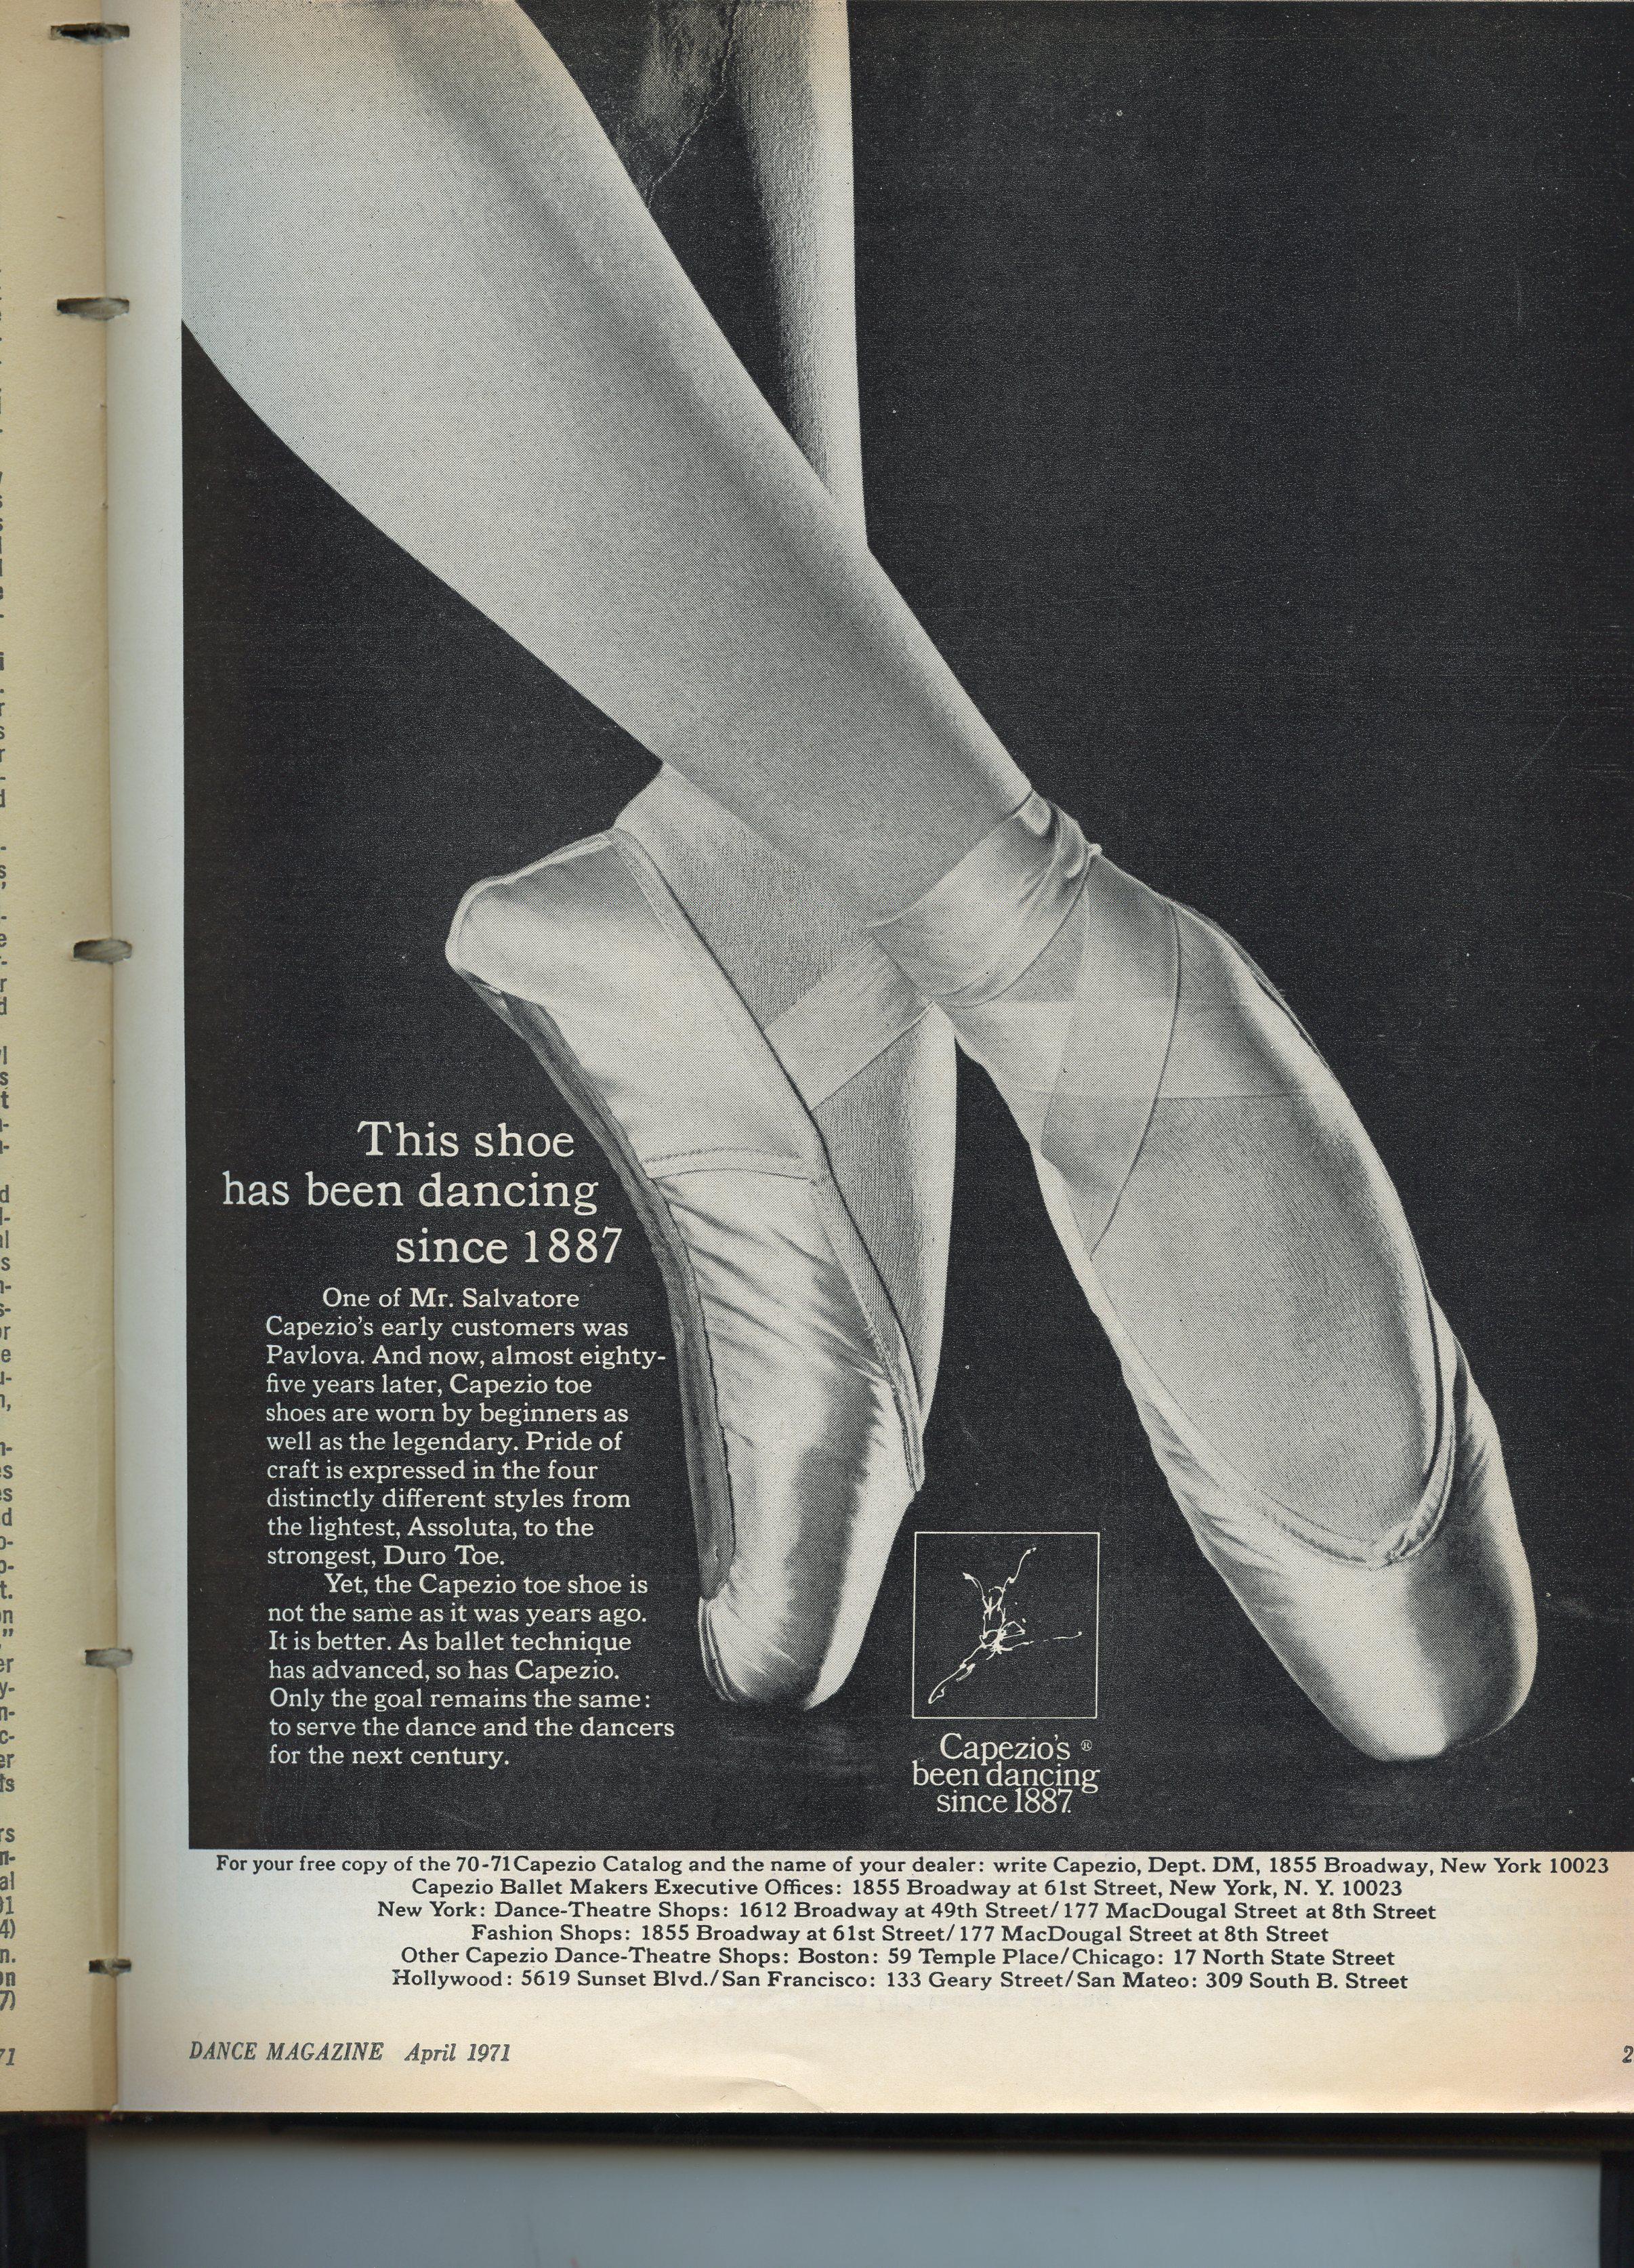 This shoe
has been dancing
since 1887
One of Mr. Salvatore
Capezio's early customers was
Pavlova. And now, almost eighty-
five years later, Capezio toe
shoes are worn by beginners as
well as the legendary. Pride of
craft is expressed in the four
distinctly different styles from
the lightest, Assoluta, to the
strongest, Duro Toe.
Yet, the Capezio toe shoe is
not the same as it was years ago.
It is better. As ballet technique
has advanced, so has Capezio.
Only the goal remains the same:
to serve the dance and the dancers
for the next century.
Capezio's ®
been dancing
since 1887.
For your free copy of the 70-71 Capezio Catalog and the name of your dealer: write Capezio, Dept. DM, 1855 Broadway, New York 10023
Capezio Ballet Makers Executive Offices: 1855 Broadway at 61st Street, New York, N. Y. 10023
New York: Dance-Theatre Shops: 1612 Broadway at 49th Street/177 MacDougal Street at 8th Street
Fashion Shops: 1855 Broadway at 61st Street/177 MacDougal Street at 8th Street
Other Capezio Dance-Theatre Shops: Boston: 59 Temple Place/Chicago: 17 North State Street
Hollywood: 5619 Sunset Blvd./San Francisco: 133 Geary Street/San Mateo: 309 South B. Street
DANCE MAGAZINE April 1971